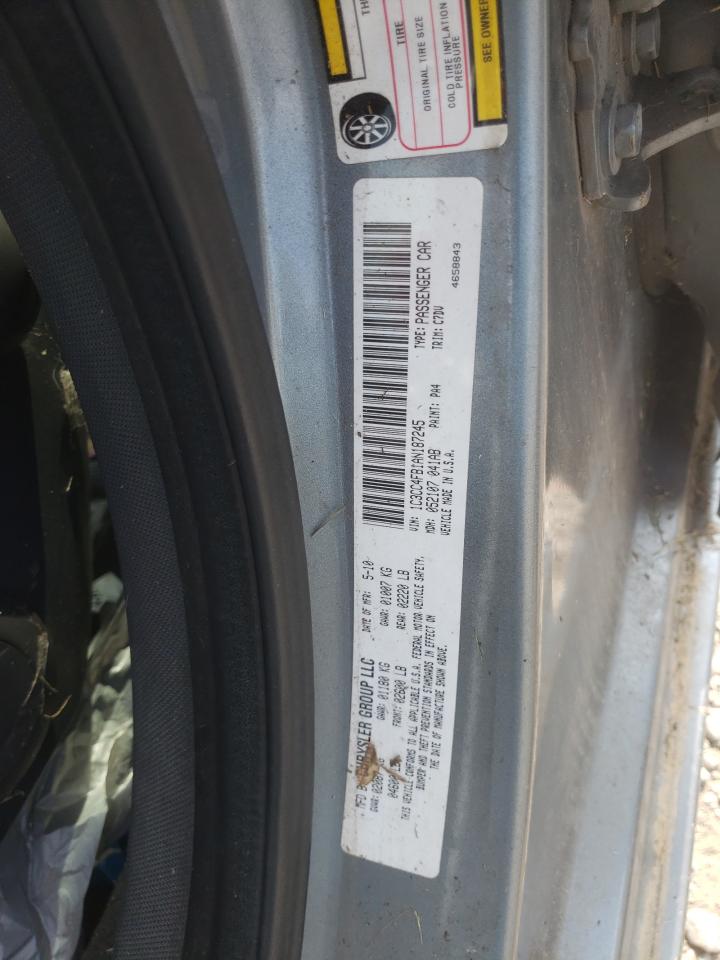 TIRE
ORIGINAL TIRE SIZE
COLD TIRE INFLATION
PRESSURE
SEE OWNER
MFD BY CHRYSLER GROUP LLC
DATE OF MFR: 5-10
GAWR: 01180 KG
GAWR: 01007 KG
FRONT: 02600 LB
REAR: 02220 LB
THIS VEHICLE CONFORMS TO ALL APPLICABLE U.S.A. FEDERAL MOTOR VEHICLE SAFETY,
BUMPER AND THEFT PREVENTION STANDARDS IN EFFECT ON
THE DATE OF MANUFACTURE SHOWN ABOVE.
VIN: 1C3CC4FB1AN187245
TYPE: PASSENGER CAR
MDH: 052107 041AB
PAINT: PA4
TRIM: C7DV
VEHICLE MADE IN U.S.A.
4658843